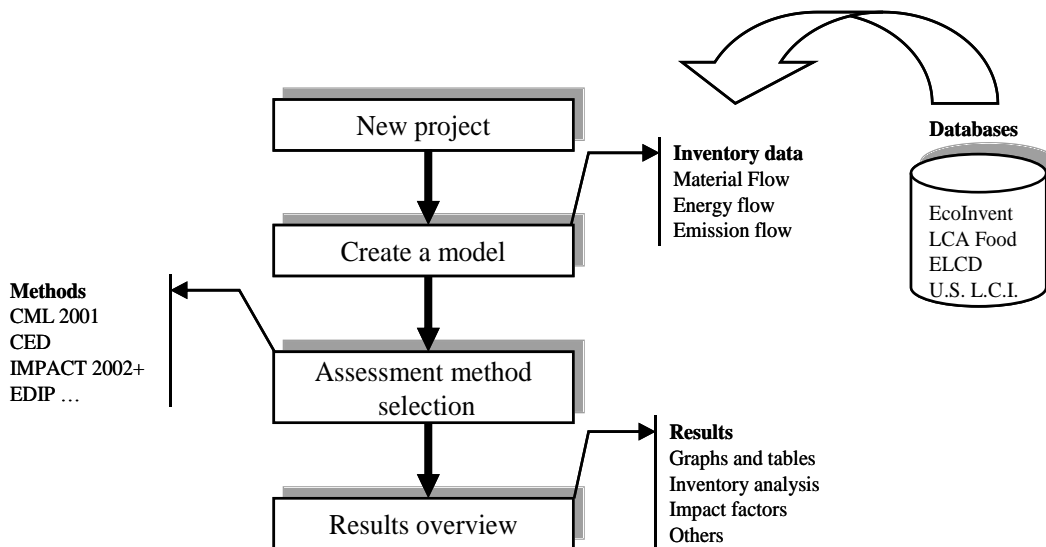 New project
Databases
Inventory data
Material Flow
Energy flow
Emission flow
EcoInvent
LCA Food
ELCD
U.S. L.C.I.
Create a model
Methods
CML 2001
CED
IMPACT 2002+
EDIP …
Assessment method
selection
Results
Graphs and tables
Inventory analysis
Impact factors
Others
Results overview